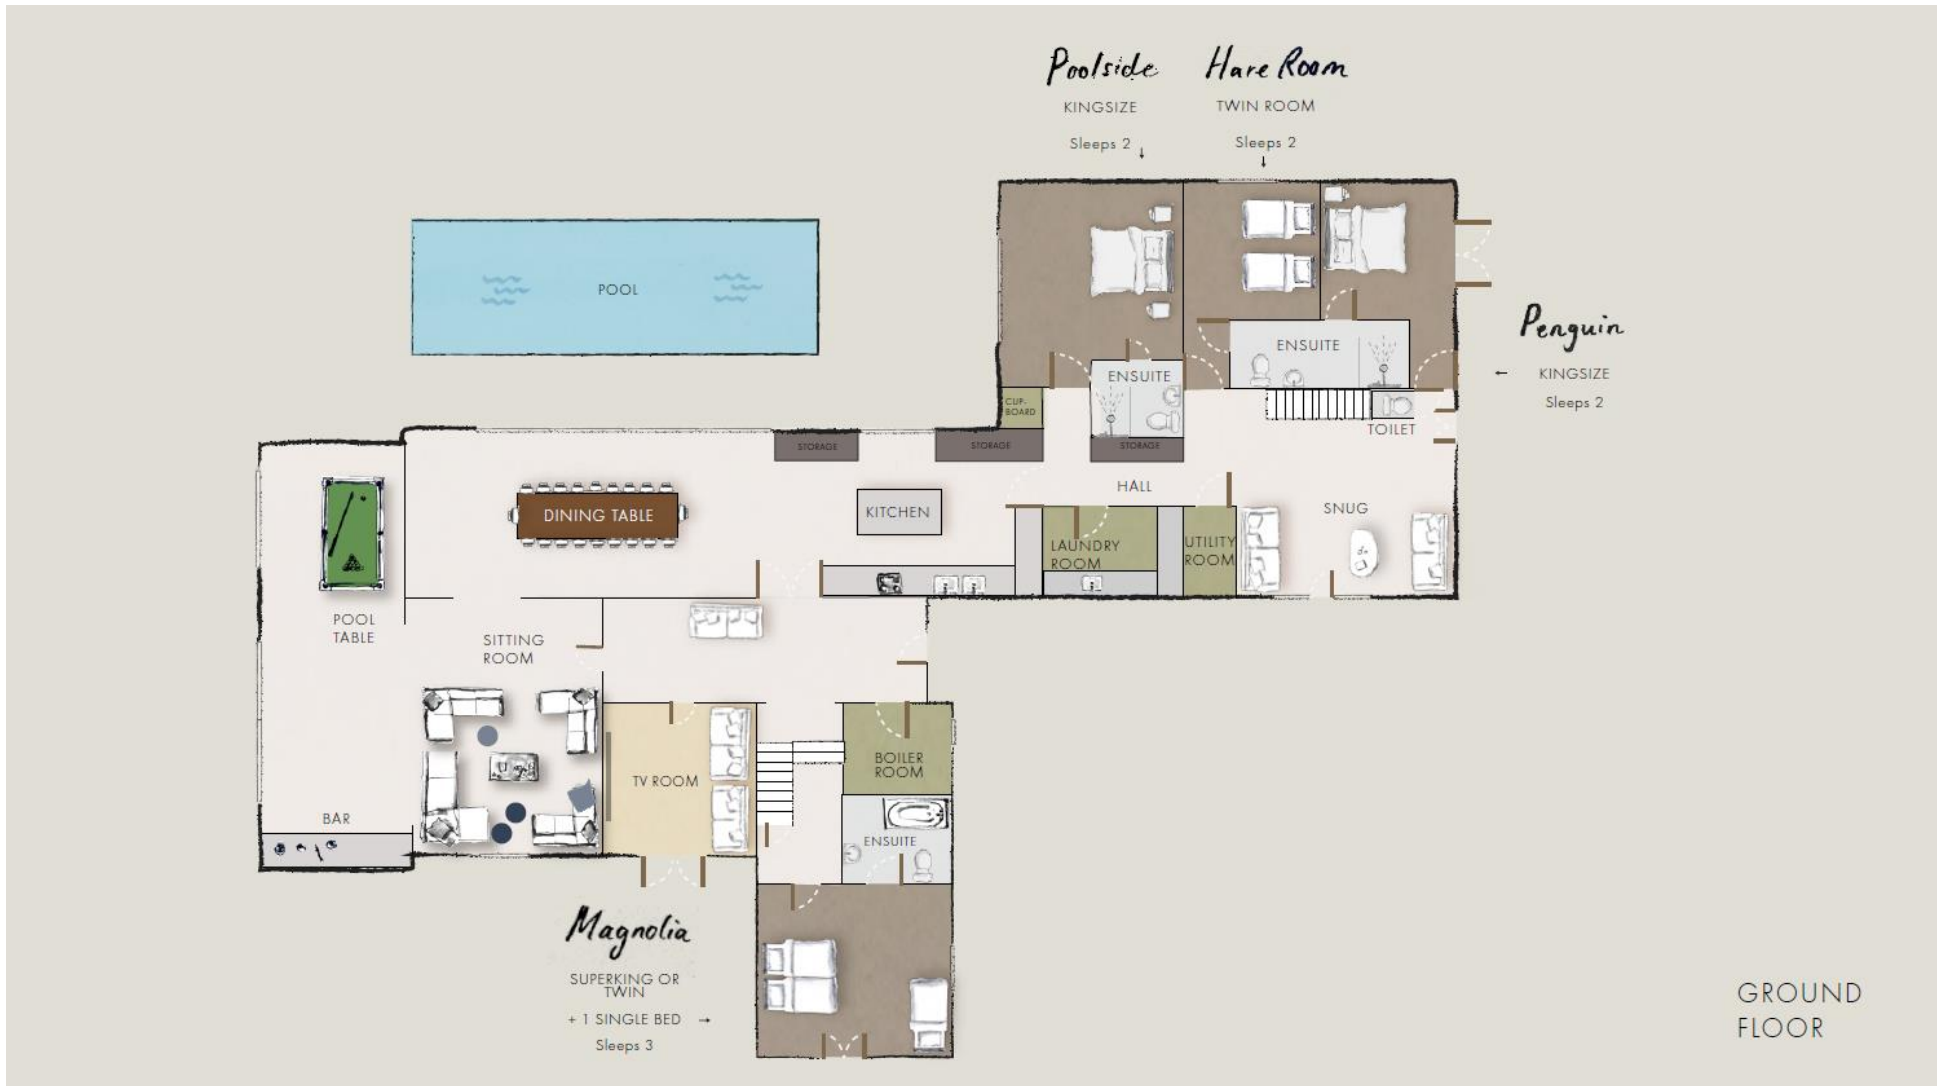 Poolside
KINGSIZE
Sleeps 2 ↓
Hare Room
TWIN ROOM
Sleeps 2
↓
POOL
Penguin
← KINGSIZE
Sleeps 2
ENSUITE
ENSUITE
CUP-
BOARD
STORAGE
STORAGE
STORAGE
TOILET
HALL
SNUG
DINING TABLE
KITCHEN
LAUNDRY
ROOM
UTILITY
ROOM
POOL
TABLE
SITTING
ROOM
TV ROOM
BOILER
ROOM
BAR
ENSUITE
Magnolia
SUPERKING OR
TWIN
+ 1 SINGLE BED →
Sleeps 3
GROUND
FLOOR